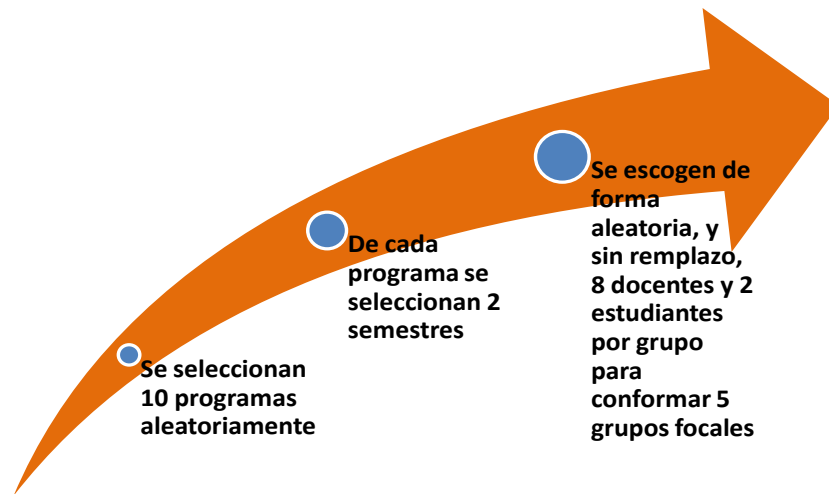 Se seleccionan
10 programas
aleatoriamente
De cada
programa se
seleccionan 2
semestres
Se escogen de
forma
aleatoria, y
sin remplazo,
8 docentes y 2
estudiantes
por grupo
para
conformar 5
grupos focales